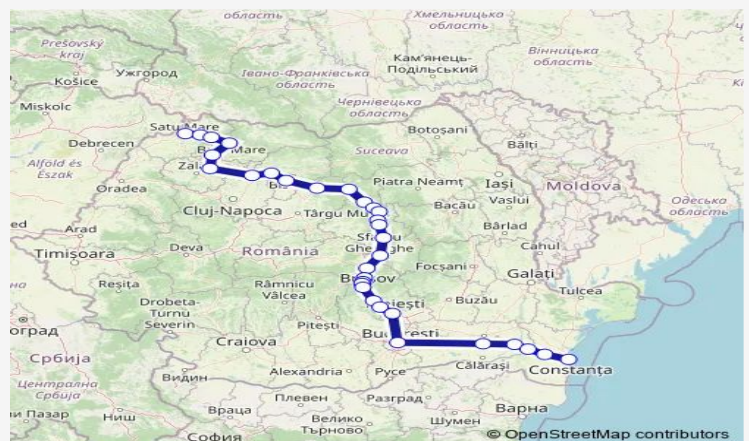 область
Хмельницька
область
Prešovský
kraj
Кам'янець-
Подільський
Вінницька
область
Košice
Ужгород
Івано-Франківська
область
Miskolc
Чернівецька
область
Satu Mare
Botoșani
Debrecen
Bălți
Suceava
Alföld és
Észak
Oradea
Piatra Neamț
Iași
Moldova
Vaslui
Одеська
область
Cluj-Napoca
Bacău
Arad
Bârlad
Timișoara
Deva
România
Cahul
Focșani
Galați
Reșița
Râmnicu
Vâlcea
Tulcea
Drobeta-
Turnu
Severin
Buzău
Pitești
Craiova
Србија
Călărași
Constanța
Alexandria
Русе
Видин
Централна
Србија
Плевен
Разград
Варна
Ниш
Враца
Велико
Търново
Шумен
София
© OpenStreetMap contributors